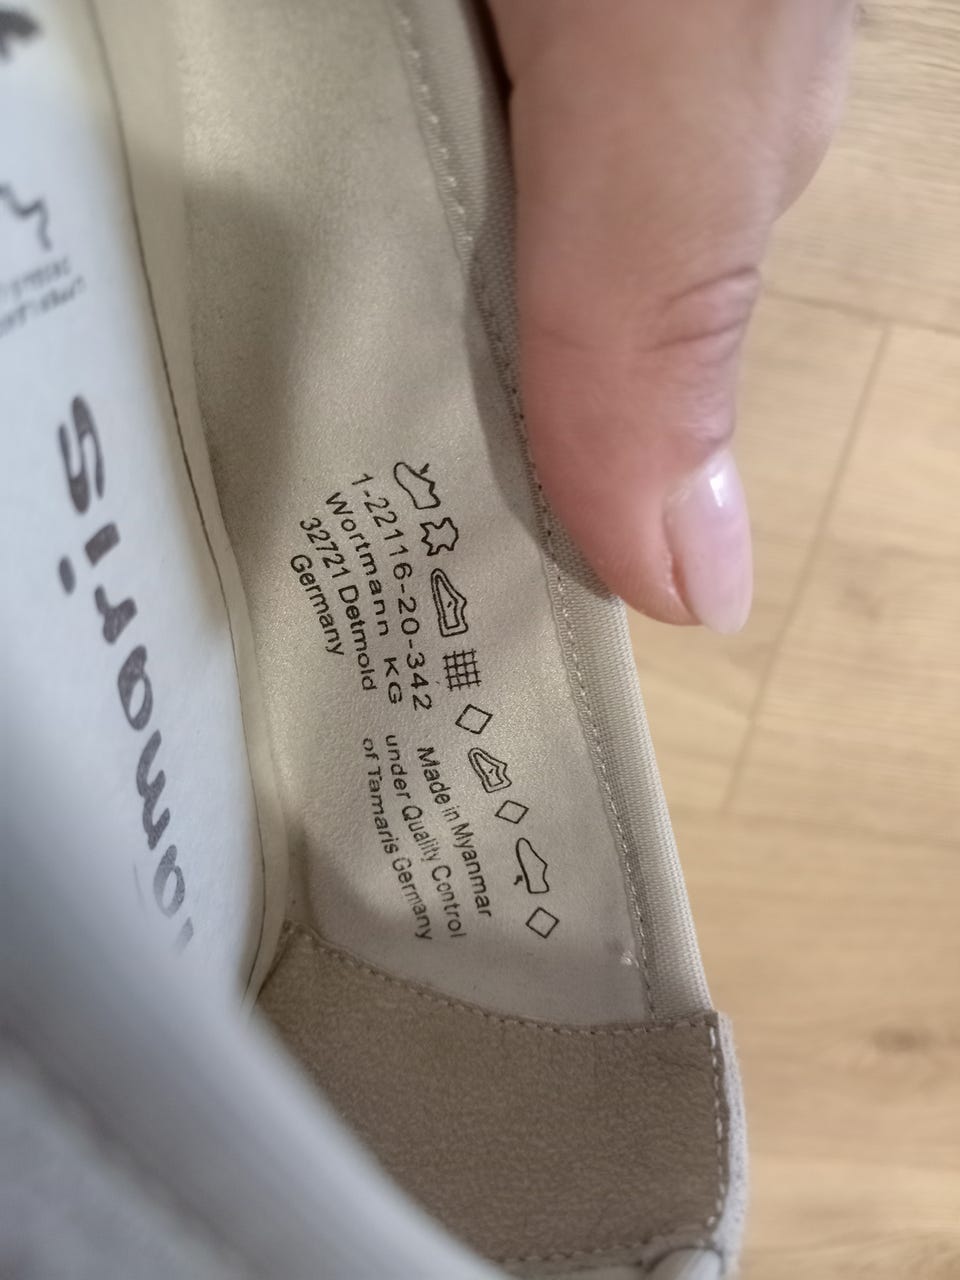 1-22116-20-342
Wortmann KG
32721 Detmold
Germany
Made in Myanmar
under Quality Control
of Tamaris Germany